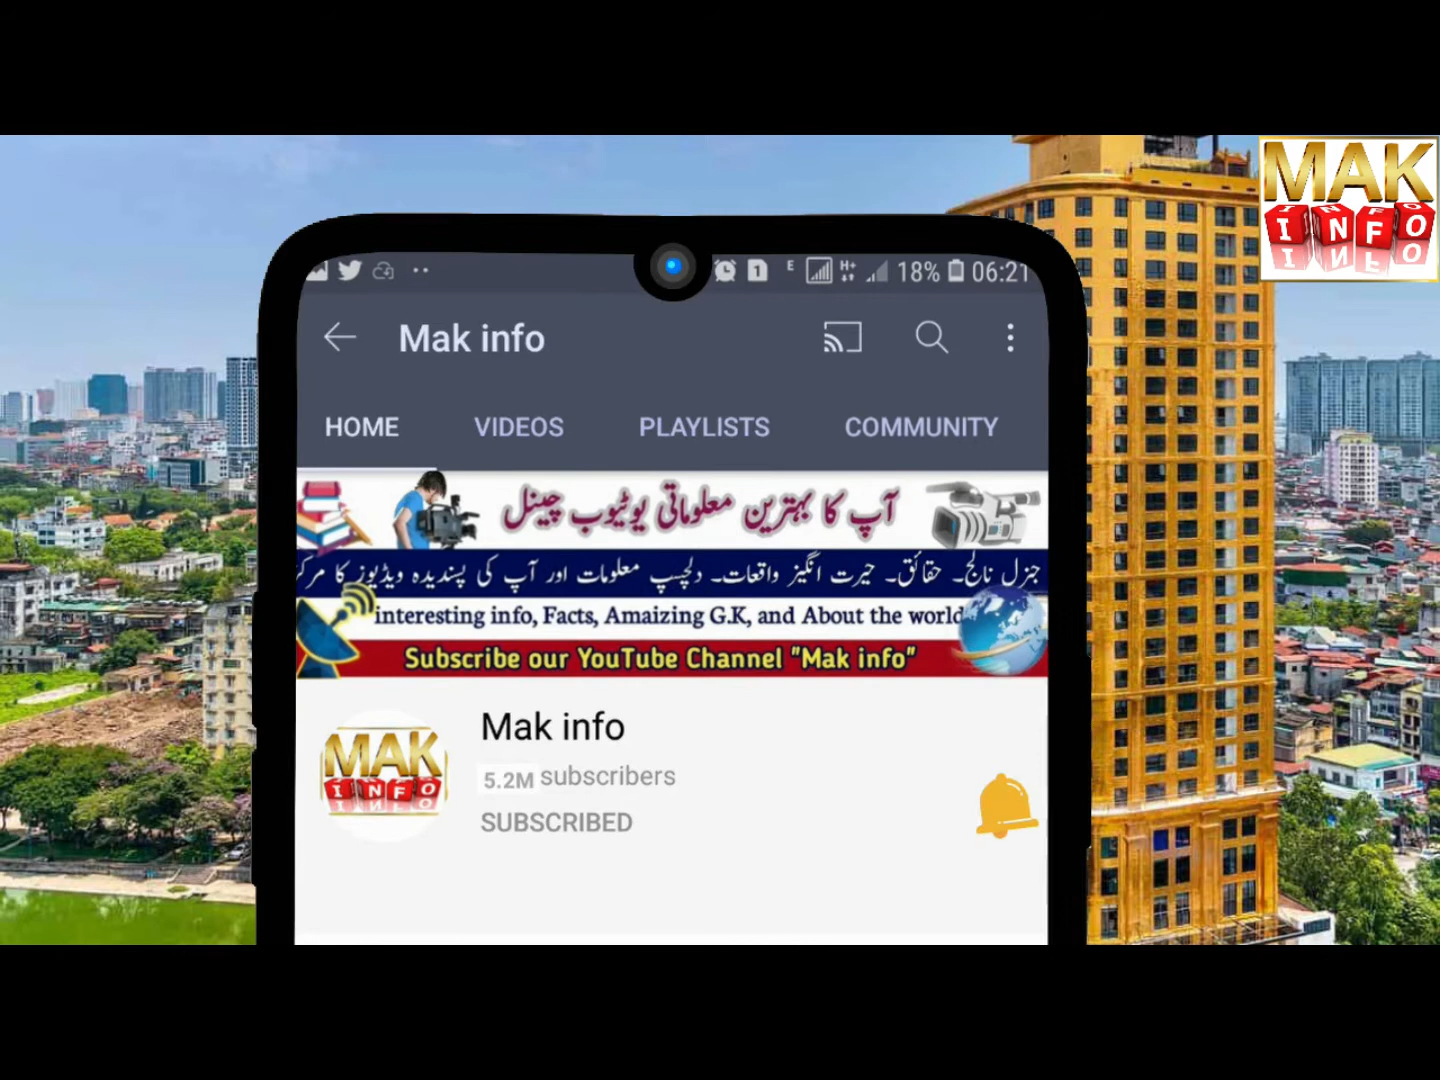 MAK
INFO
1 E H+ 18% 06:21
Mak info
HOME VIDEOS PLAYLISTS COMMUNITY
آپ کا بہترین معلوماتی یوٹیوب چینل
جنرل نالج۔ حقائق۔ حیرت انگیز واقعات۔ دلچسپ معلومات اور آپ کی پسندیدہ ویڈیوز کا مرکز
interesting info, Facts, Amaizing G.K, and About the world
Subscribe our YouTube Channel "Mak info"
MAK
INFO
Mak info
5.2M subscribers
SUBSCRIBED